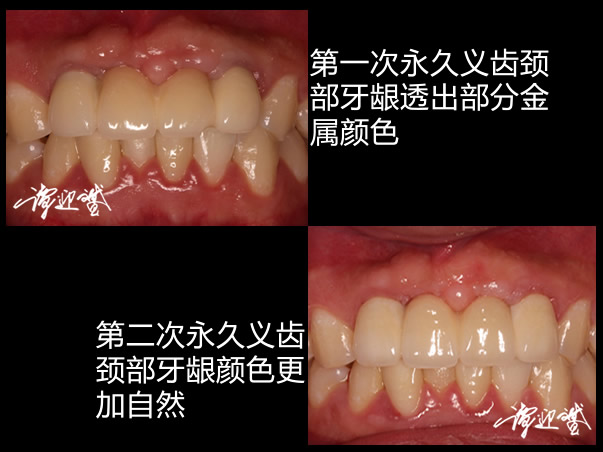 第一次永久义齿颈
部牙龈透出部分金
属颜色
第二次永久义齿
颈部牙龈颜色更
加自然